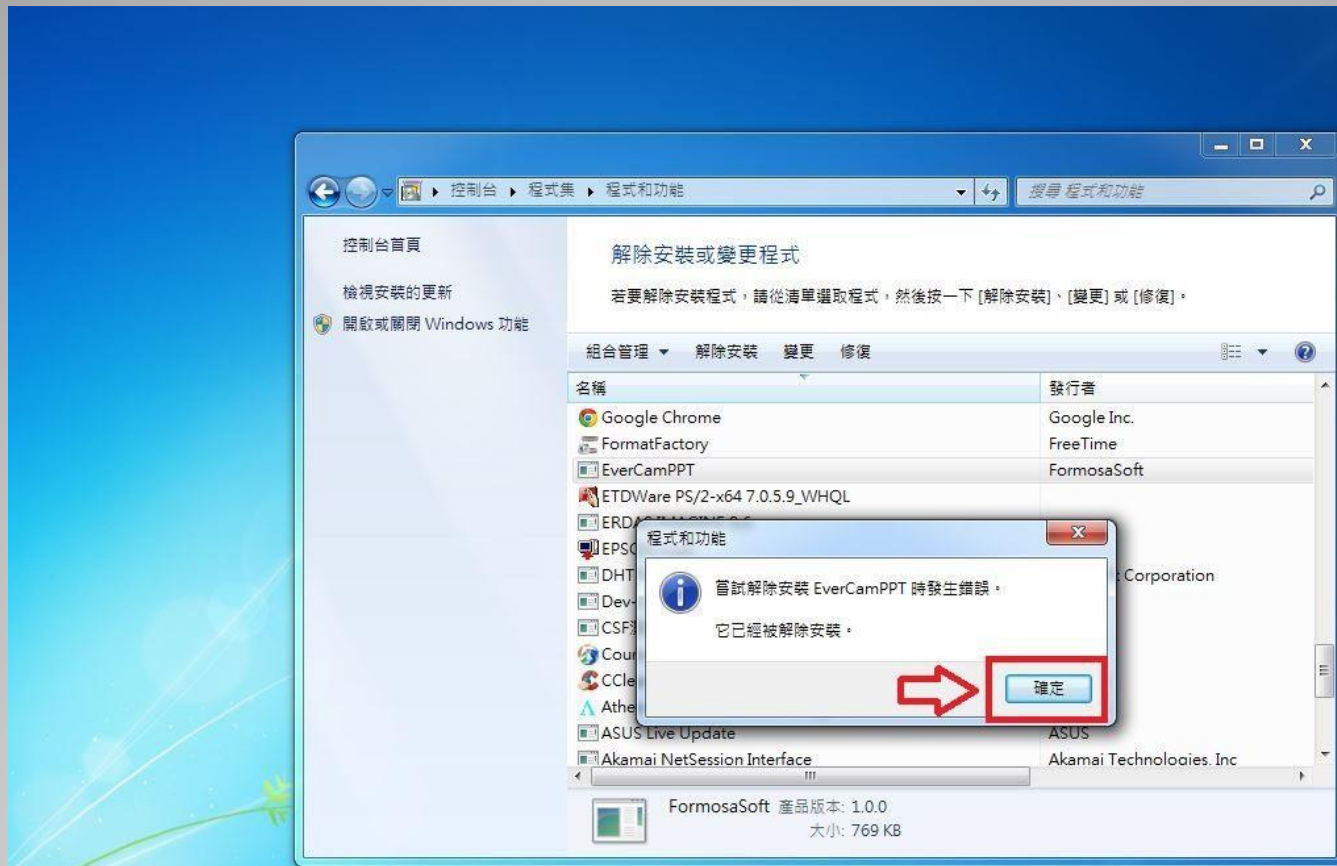 控制台 程式集 程式和功能
搜尋 程式和功能
控制台首頁
檢視安裝的更新
開啟或關閉 Windows 功能
解除安裝或變更程式
若要解除安裝程式，請從清單選取程式，然後按一下 [解除安裝]、[變更] 或 [修復]。
組合管理 解除安裝 變更 修復
名稱 發行者
Google Chrome Google Inc.
FormatFactory FreeTime
EverCamPPT FormosaSoft
ETDWare PS/2-x64 7.0.5.9_WHQL
程式和功能
嘗試解除安裝 EverCamPPT 時發生錯誤。
它已經被解除安裝。
確定
DHT Corporation
Dev-
ASUS Live Update ASUS
Akamai NetSession Interface Akamai Technologies, Inc
FormosaSoft 產品版本: 1.0.0
大小: 769 KB